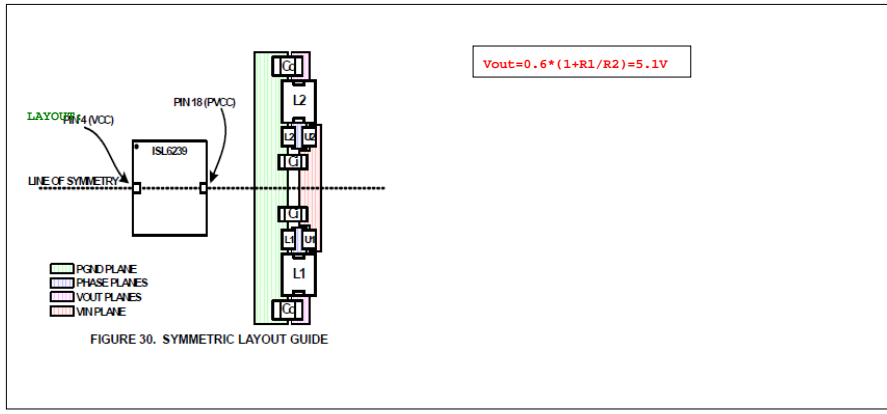 Vout=0.6*(1+R1/R2)=5.1V
Co
L2
PIN 18 (PVCC)
LAYOUT:
PIN 4 (VCC)
L2
U2
ISL6239
Ci
LINE OF SYMMETRY
Ci
L1
U1
L1
PGND PLANE
PHASE PLANES
VOUT PLANES
VIN PLANE
Co
FIGURE 30. SYMMETRIC LAYOUT GUIDE